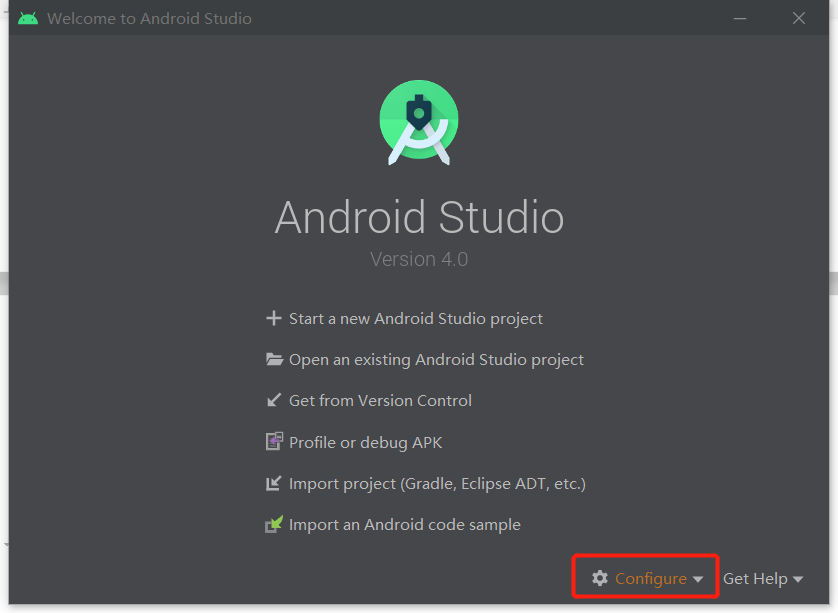 Welcome to Android Studio
Android Studio
Version 4.0
Start a new Android Studio project
Open an existing Android Studio project
Get from Version Control
Profile or debug APK
Import project (Gradle, Eclipse ADT, etc.)
Import an Android code sample
Configure Get Help